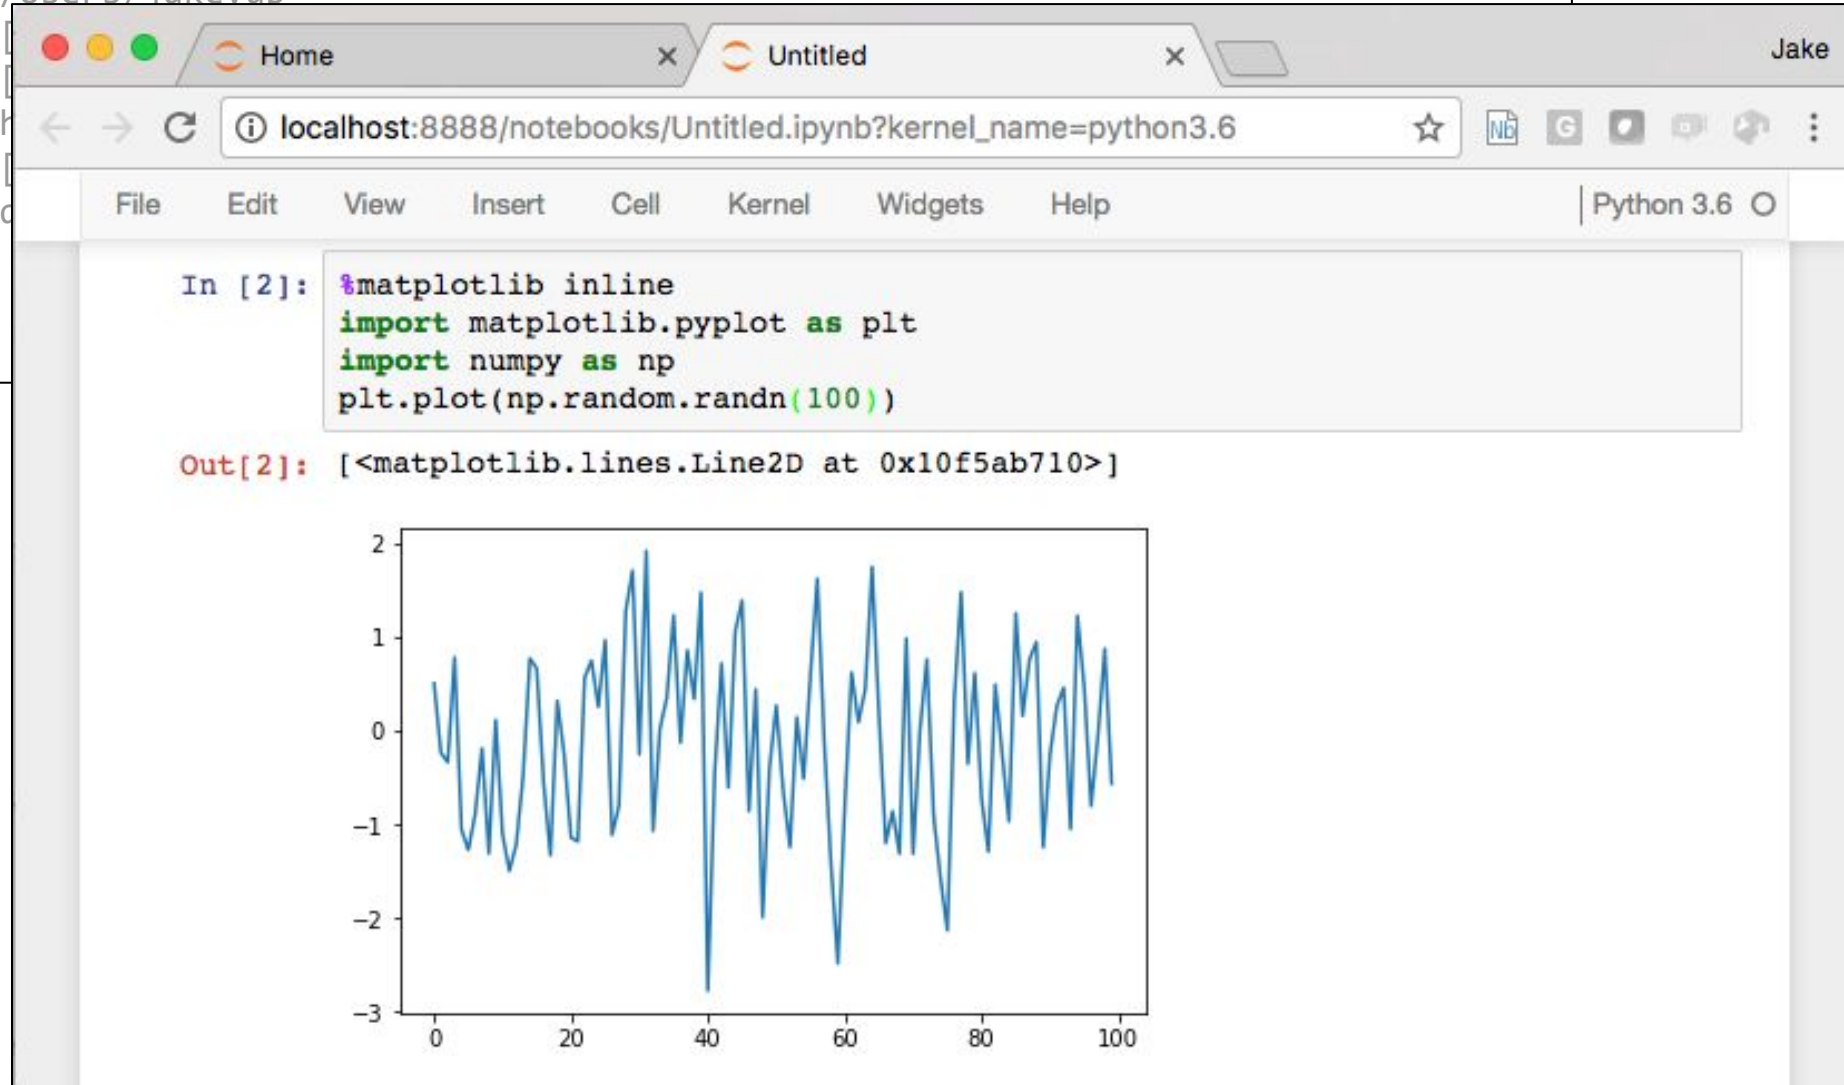 Home
Untitled
Jake
localhost:8888/notebooks/Untitled.ipynb?kernel_name=python3.6
Nb
G
File Edit View Insert Cell Kernel Widgets Help Python 3.6
In [2]: %matplotlib inline
import matplotlib.pyplot as plt
import numpy as np
plt.plot(np.random.randn(100))
Out[2]: [<matplotlib.lines.Line2D at 0x10f5ab710>]
2
1
0
−1
−2
−3
0 20 40 60 80 100